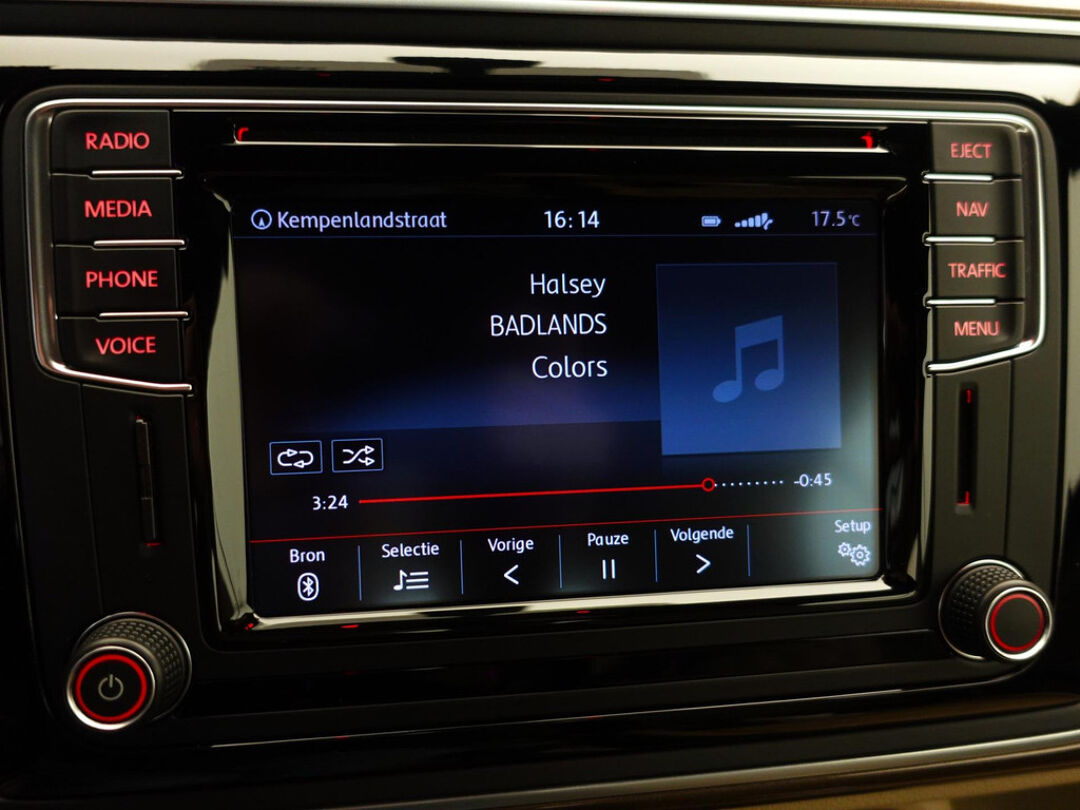 RADIO
MEDIA
PHONE
VOICE
EJECT
NAV
TRAFFIC
MENU
Kempenlandstraat 16:14 17.5°C
Halsey
BADLANDS
Colors
3:24 -0:45
Bron Selectie Vorige Pauze Volgende Setup
1